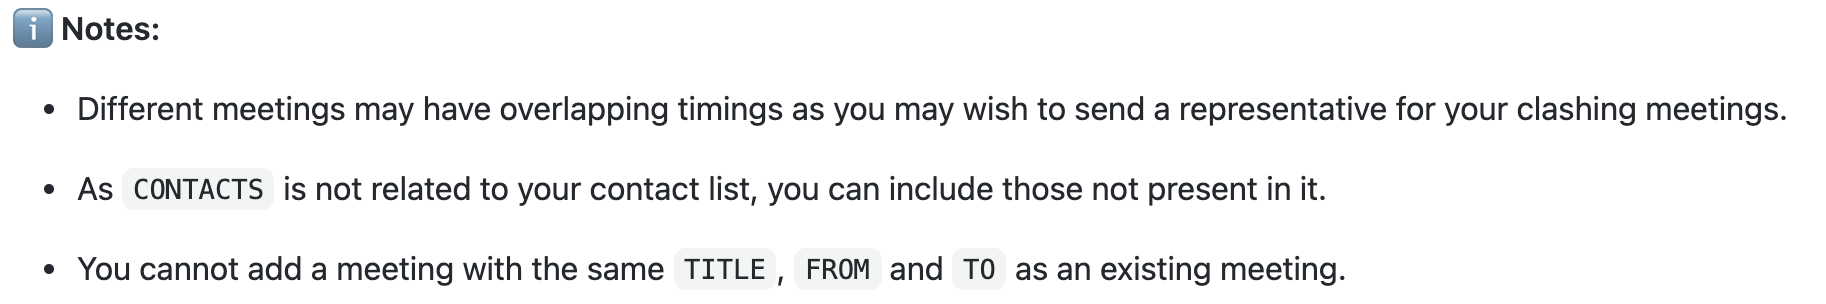 ℹ️ Notes:
• Different meetings may have overlapping timings as you may wish to send a representative for your clashing meetings.
• As CONTACTS is not related to your contact list, you can include those not present in it.
• You cannot add a meeting with the same TITLE, FROM and TO as an existing meeting.